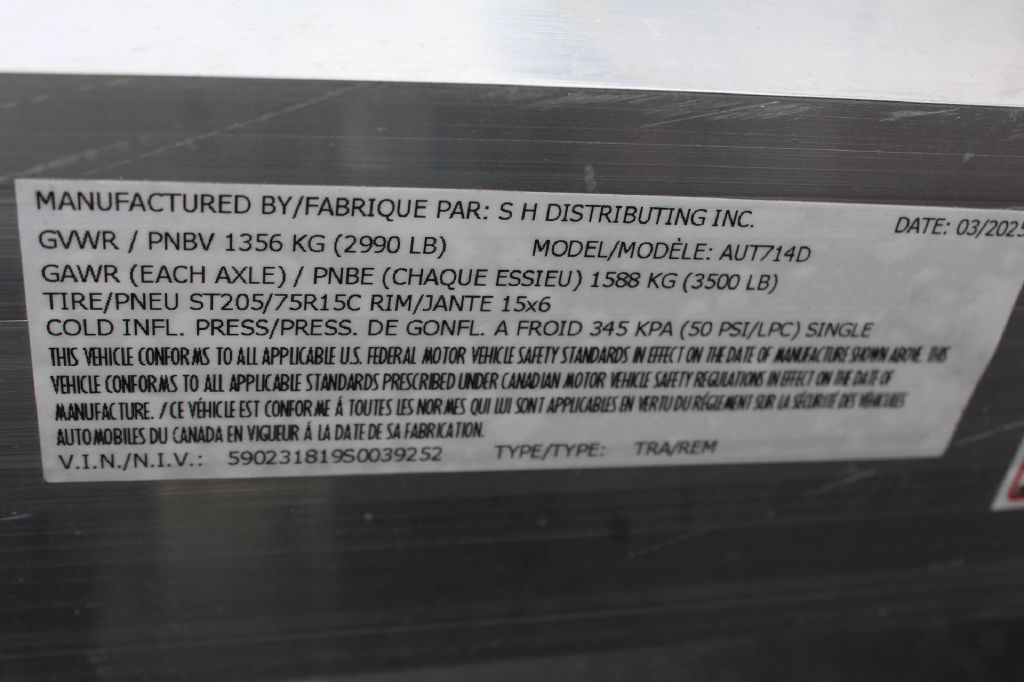 MANUFACTURED BY/FABRIQUE PAR: S H DISTRIBUTING INC. DATE: 03/2025
GVWR / PNBV 1356 KG (2990 LB) MODEL/MODÈLE: AUT714D
GAWR (EACH AXLE) / PNBE (CHAQUE ESSIEU) 1588 KG (3500 LB)
TIRE/PNEU ST205/75R15C RIM/JANTE 15x6
COLD INFL. PRESS/PRESS. DE GONFL. A FROID 345 KPA (50 PSI/LPC) SINGLE
THIS VEHICLE CONFORMS TO ALL APPLICABLE U.S. FEDERAL MOTOR VEHICLE SAFETY STANDARDS IN EFFECT ON THE DATE OF MANUFACTURE SHOWN ABOVE. THIS
VEHICLE CONFORMS TO ALL APPLICABLE STANDARDS PRESCRIBED UNDER CANADIAN MOTOR VEHICLE SAFETY REGULATIONS IN EFFECT ON THE DATE OF
MANUFACTURE. / CE VÉHICLE EST CONFORME Á TOUTES LES NORMES QUI LUI SONT APPLICABLES EN VERTU DU RÉGLEMENT SUR LA SÉCURITÉ DES VÉHICULES
AUTOMOBILES DU CANADA EN VIGUEUR Á LA DATE DE SA FABRICATION.
V.I.N./N.I.V.: 590231819S0039252 TYPE/TYPE: TRA/REM